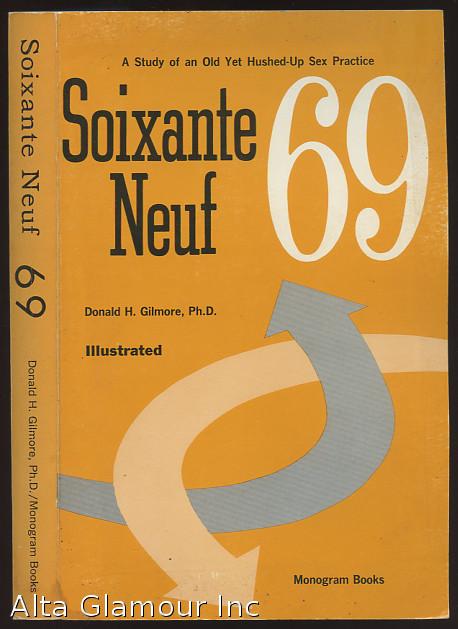 A Study of an Old Yet Hushed-Up Sex Practice
Soixante
Neuf
69
Donald H. Gilmore, Ph.D.
Illustrated
Monogram Books
Soixante Neuf 69 Donald H. Gilmore, Ph.D./Monogram Books
Alta Glamour Inc